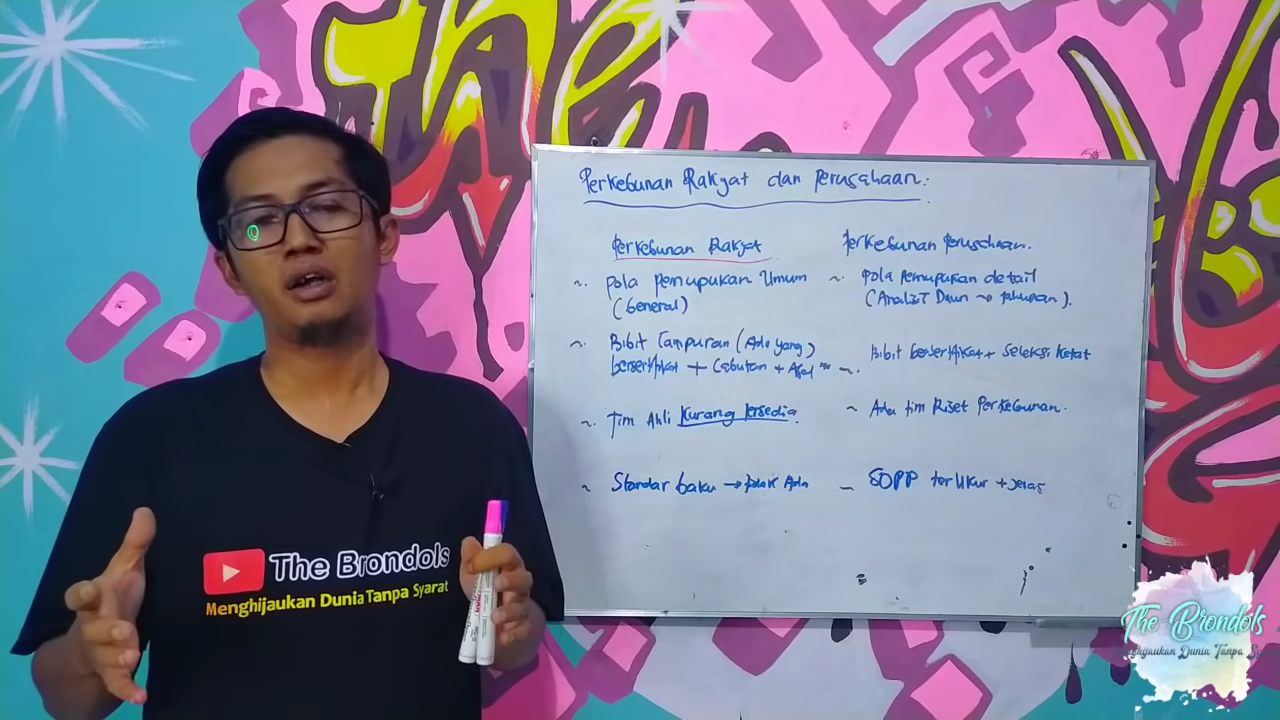 The B
Perkebunan Rakyat dan Perusahaan:
Perkebunan Rakyat
~. Pola Pemupukan Umum
(General)
~. Bibit Campuran (Ada yang)
bersertifikat + Cabutan + Asal"
~. Tim Ahli Kurang tersedia.
~ Standar baku → tidak Ada
Perkebunan Perusahaan.
~. Pola Pemupukan detail
(Analisis Daun → tahunan).
~. Bibit bersertifikat + Seleksi Ketat
~ Ada tim Riset Perkebunan.
~ SOPP terukur + jelas
The Brondols
Menghijaukan Dunia Tanpa Syarat
The Brondols
Menghijaukan Dunia Tanpa